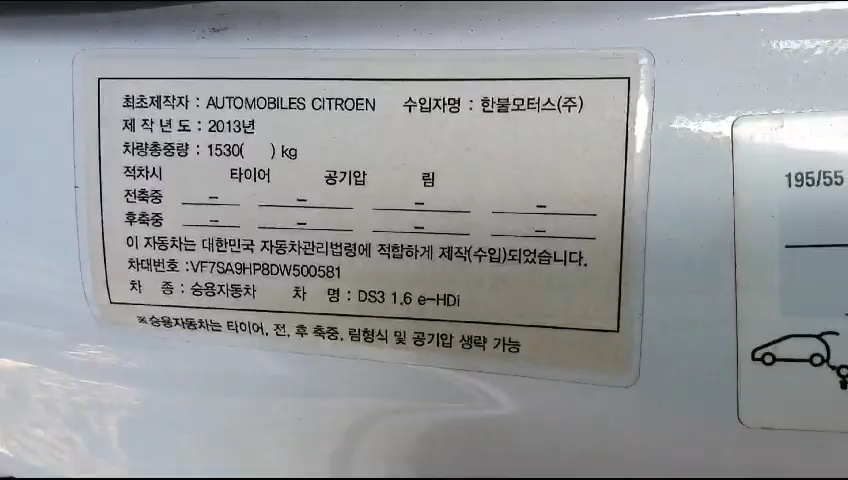 최초제작자 : AUTOMOBILES CITROEN 수입자명 : 한불모터스(주)
제 작 년 도 : 2013년
차량총중량 : 1530( ) kg
적차시 타이어 공기압 림
전축중 - - - -
후축중 - - - -
이 자동차는 대한민국 자동차관리법령에 적합하게 제작(수입)되었습니다.
차대번호 : VF7SA9HP8DW500581
차 종 : 승용자동차 차 명 : DS3 1.6 e-HDi
※승용자동차는 타이어, 전, 후 축중, 림형식 및 공기압 생략 가능
195/55